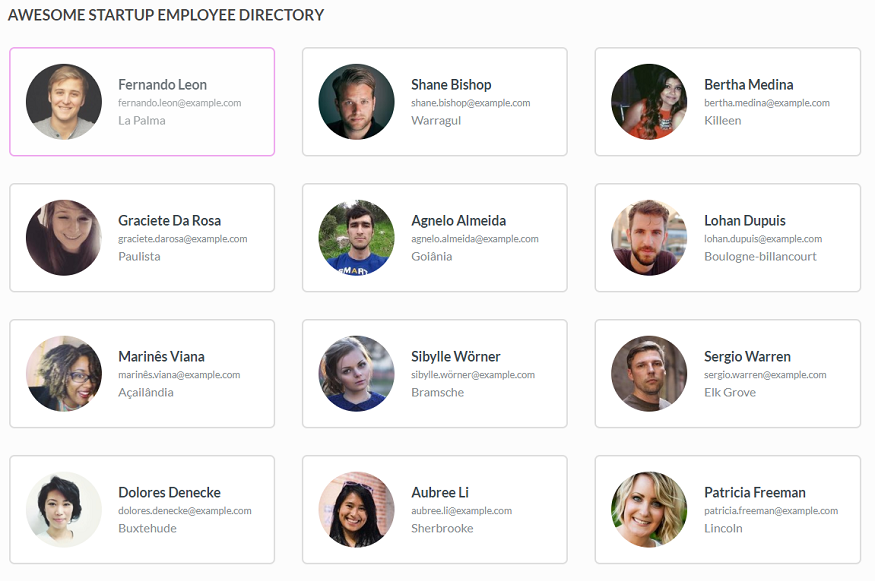 AWESOME STARTUP EMPLOYEE DIRECTORY
Fernando Leon
fernando.leon@example.com
La Palma
Shane Bishop
shane.bishop@example.com
Warragul
Bertha Medina
bertha.medina@example.com
Killeen
Graciete Da Rosa
graciete.darosa@example.com
Paulista
Agnelo Almeida
agnelo.almeida@example.com
Goiânia
SMART
Lohan Dupuis
lohan.dupuis@example.com
Boulogne-billancourt
Marinês Viana
marinês.viana@example.com
Açailândia
Sibylle Wörner
sibylle.wörner@example.com
Bramsche
Sergio Warren
sergio.warren@example.com
Elk Grove
Dolores Denecke
dolores.denecke@example.com
Buxtehude
Aubree Li
aubree.li@example.com
Sherbrooke
Patricia Freeman
patricia.freeman@example.com
Lincoln